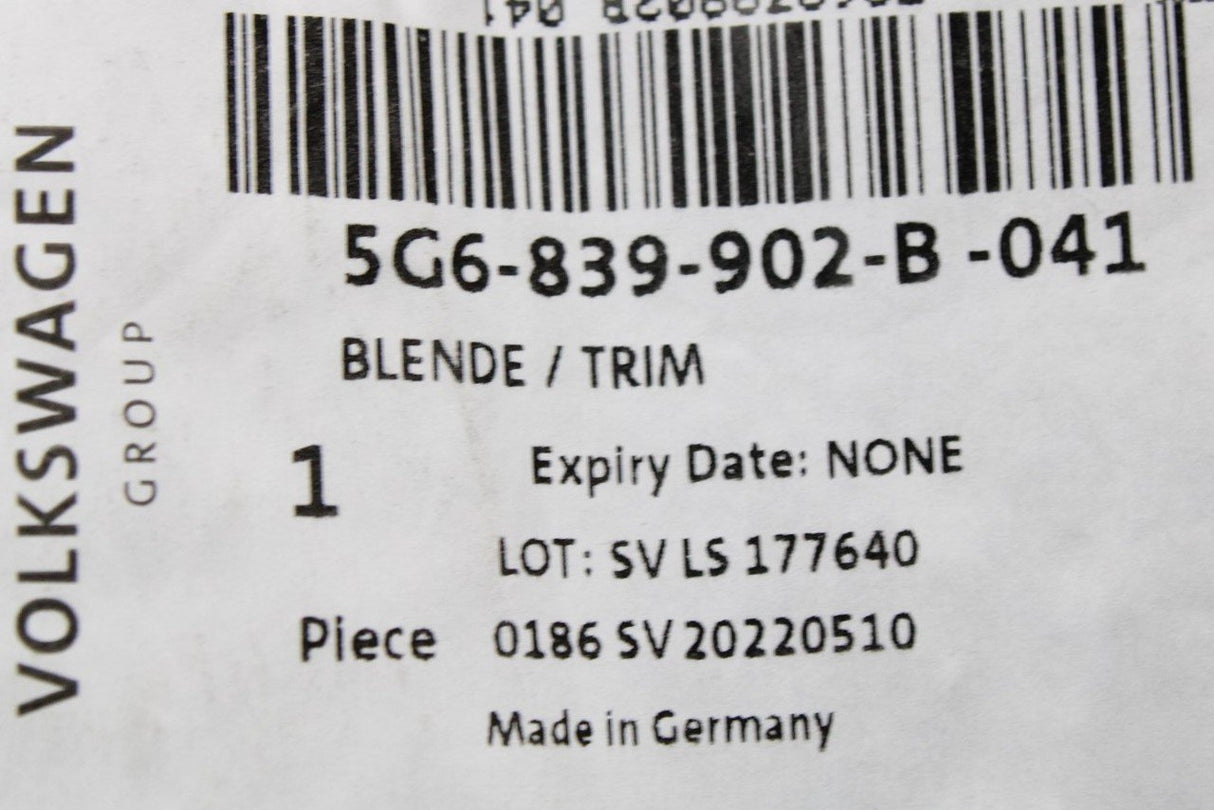 VOLKSWAGEN
GROUP
5G6-839-902-B -041
BLENDE / TRIM
1
Expiry Date: NONE
LOT: SV LS 177640
Piece 0186 SV 20220510
Made in Germany